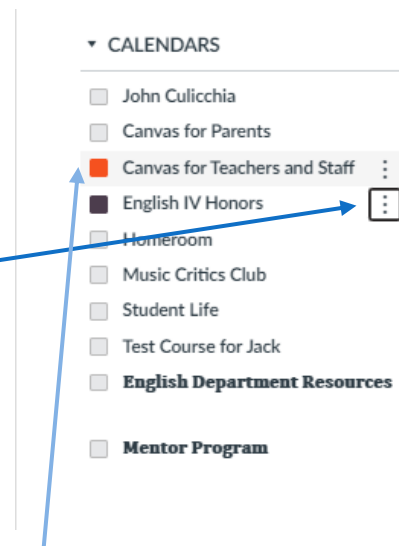 CALENDARS
John Culicchia
Canvas for Parents
Canvas for Teachers and Staff
English IV Honors
Homeroom
Music Critics Club
Student Life
Test Course for Jack
English Department Resources
Mentor Program